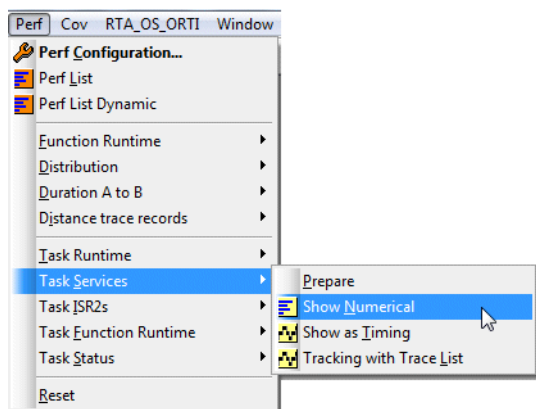 Perf Cov RTA_OS_ORTI Window
Perf Configuration...
Perf List
Perf List Dynamic
Function Runtime
Distribution
Duration A to B
Distance trace records
Task Runtime
Task Services
Prepare
Task ISR2s
Show Numerical
Task Function Runtime
Show as Timing
Task Status
Tracking with Trace List
Reset